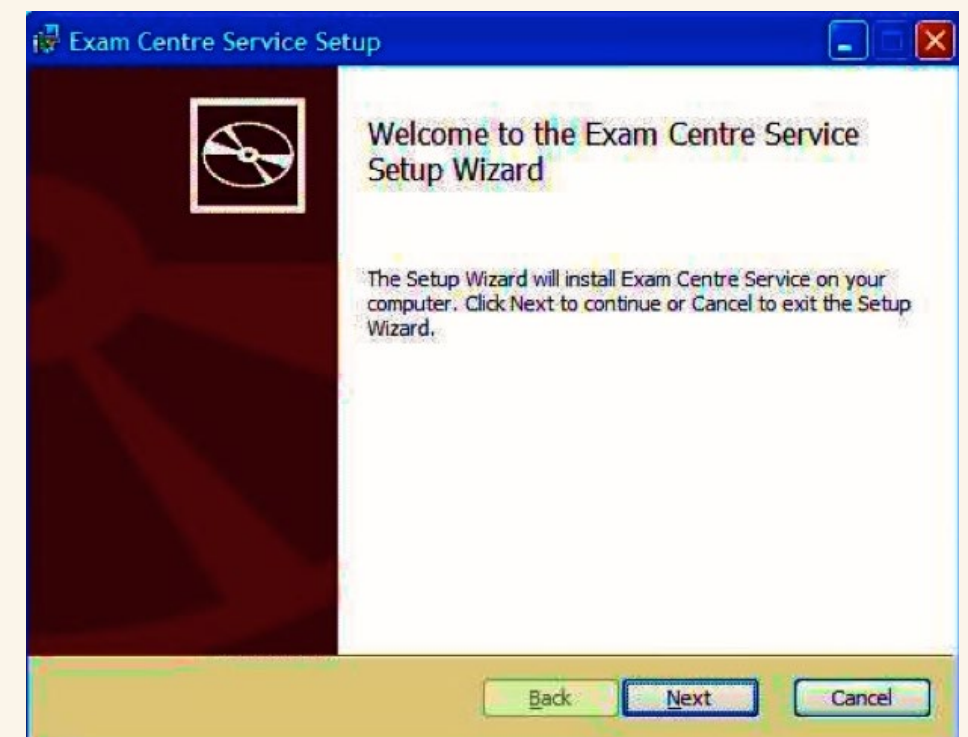 Exam Centre Service Setup
Welcome to the Exam Centre Service
Setup Wizard
The Setup Wizard will install Exam Centre Service on your
computer. Click Next to continue or Cancel to exit the Setup
Wizard.
Back Next Cancel